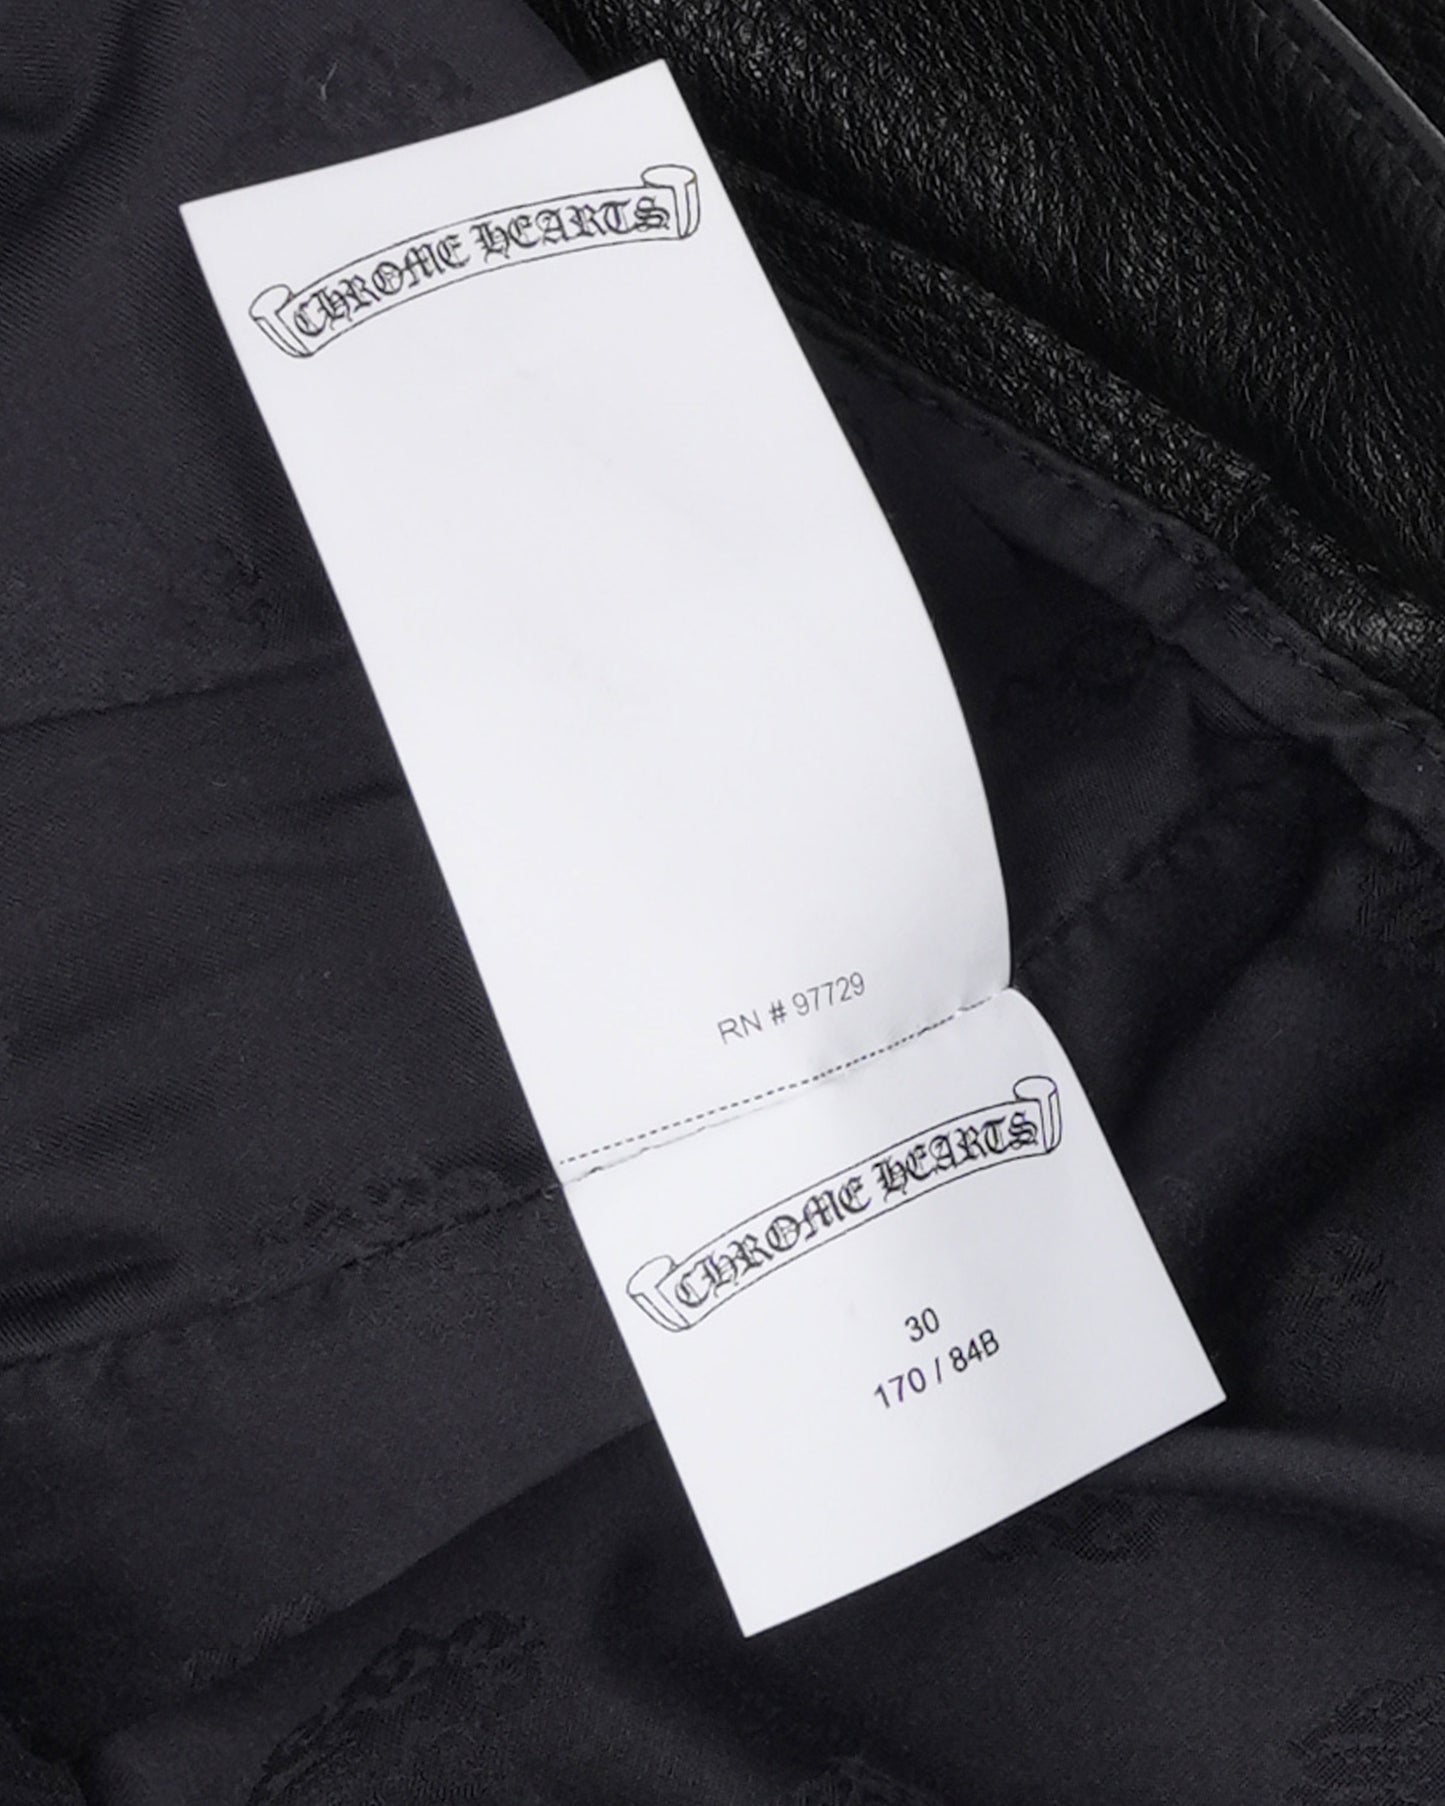 CHROME HEARTS
RN # 97729
CHROME HEARTS
30
170 / 84B